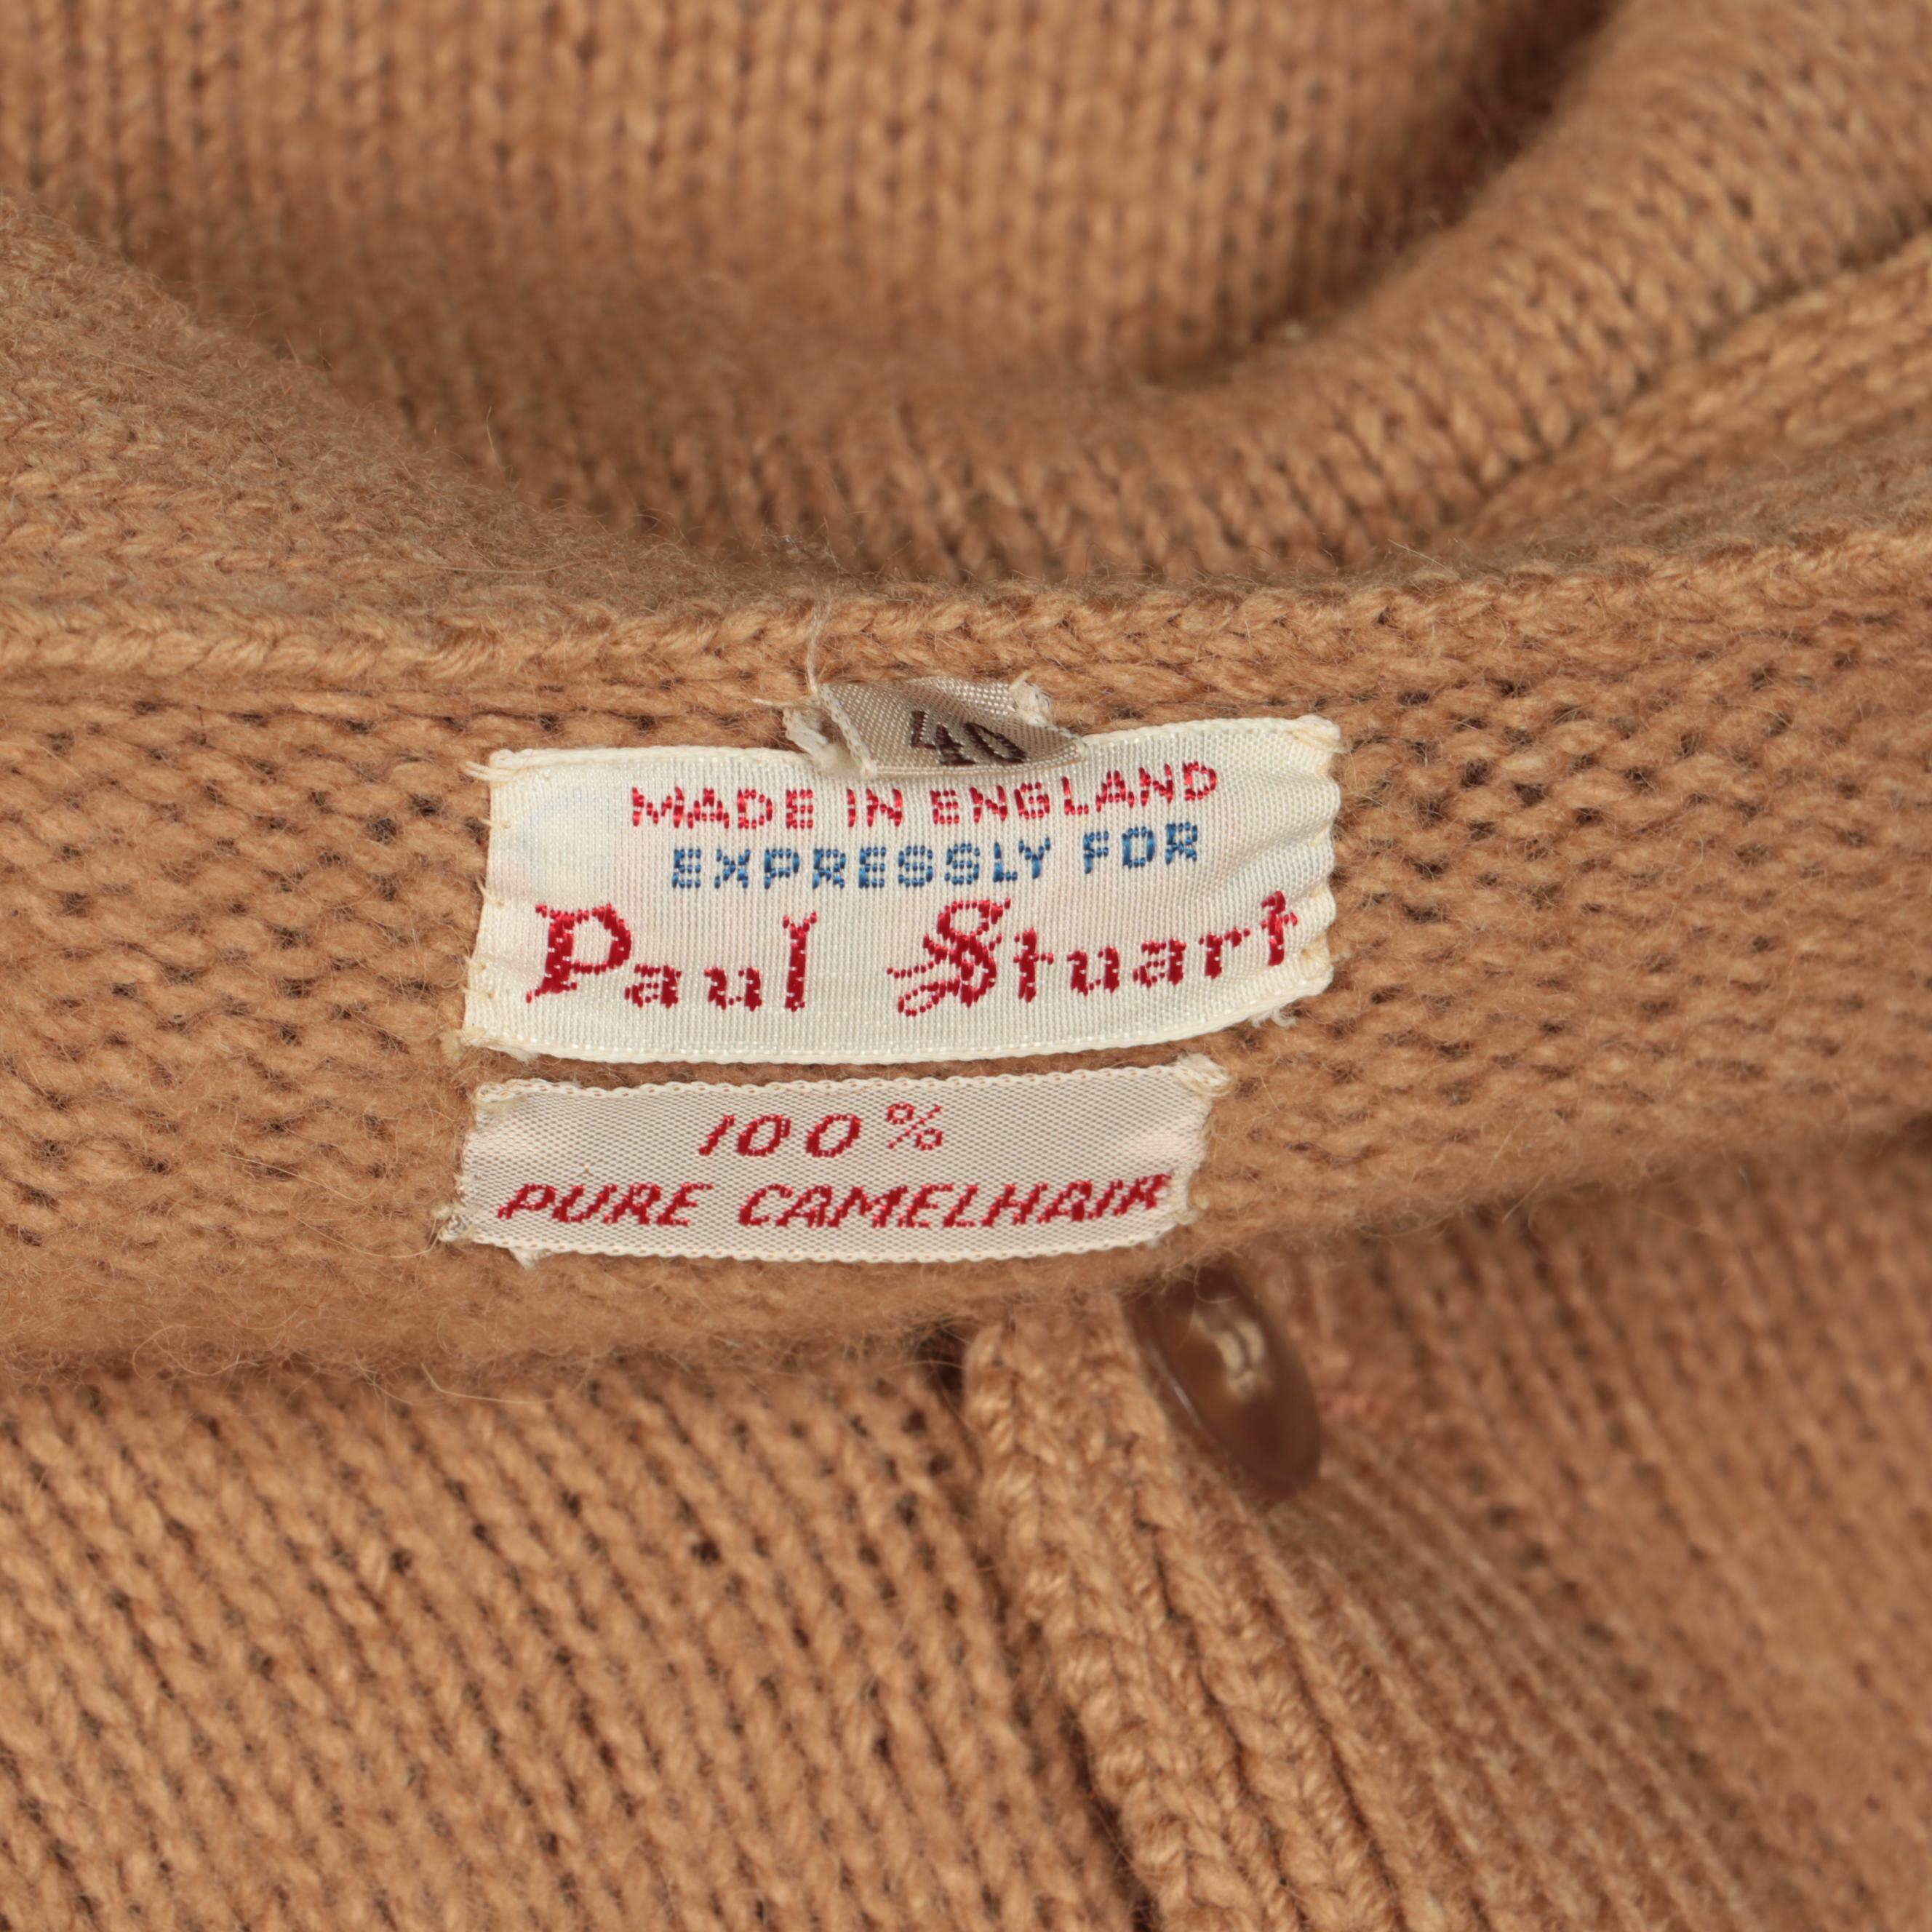 40
MADE IN ENGLAND
EXPRESSLY FOR
Paul Stuart
100%
PURE CAMELHAIR